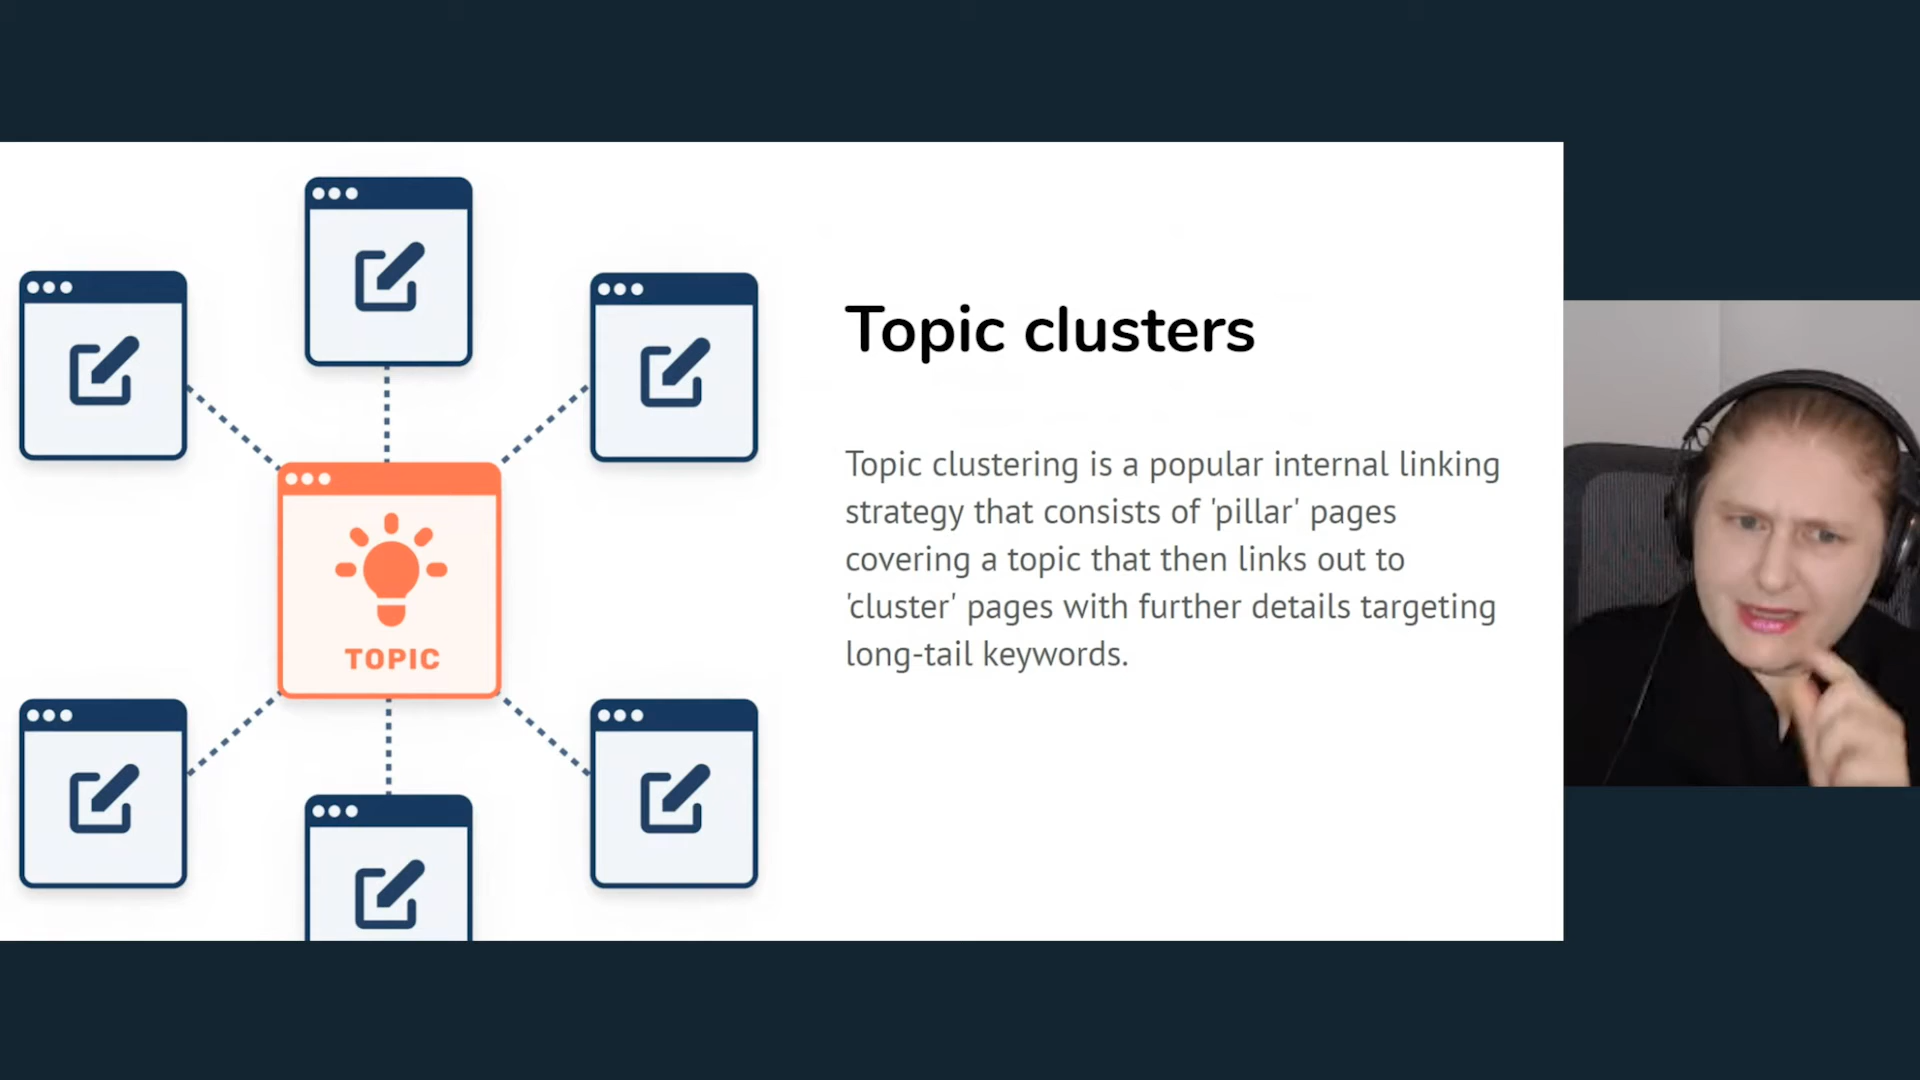 TOPIC
Topic clusters
Topic clustering is a popular internal linking
strategy that consists of 'pillar' pages
covering a topic that then links out to
'cluster' pages with further details targeting
long-tail keywords.